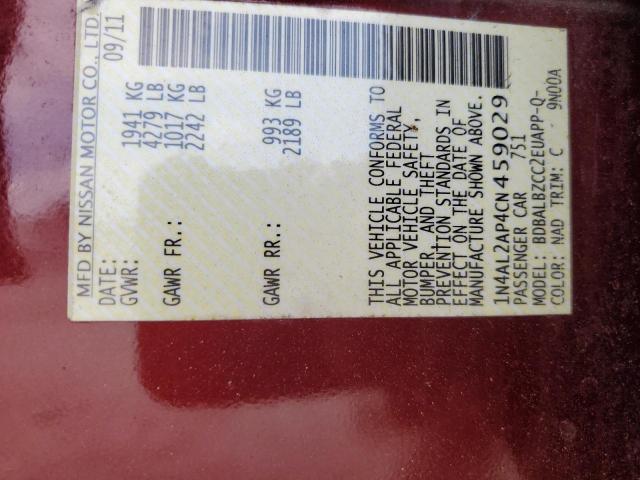 MFD BY NISSAN MOTOR CO., LTD.
DATE: 09/11
GVWR: 1941 KG
4279 LB
GAWR FR.: 1017 KG
2242 LB
GAWR RR.: 993 KG
2189 LB
THIS VEHICLE CONFORMS TO
ALL APPLICABLE FEDERAL
MOTOR VEHICLE SAFETY,
BUMPER, AND THEFT
PREVENTION STANDARDS IN
EFFECT ON THE DATE OF
MANUFACTURE SHOWN ABOVE.
1N4AL2AP4CN459029
PASSENGER CAR 751
MODEL: BDBALBZCC2EUAPP-Q-
COLOR: NAD TRIM: C 9N00A